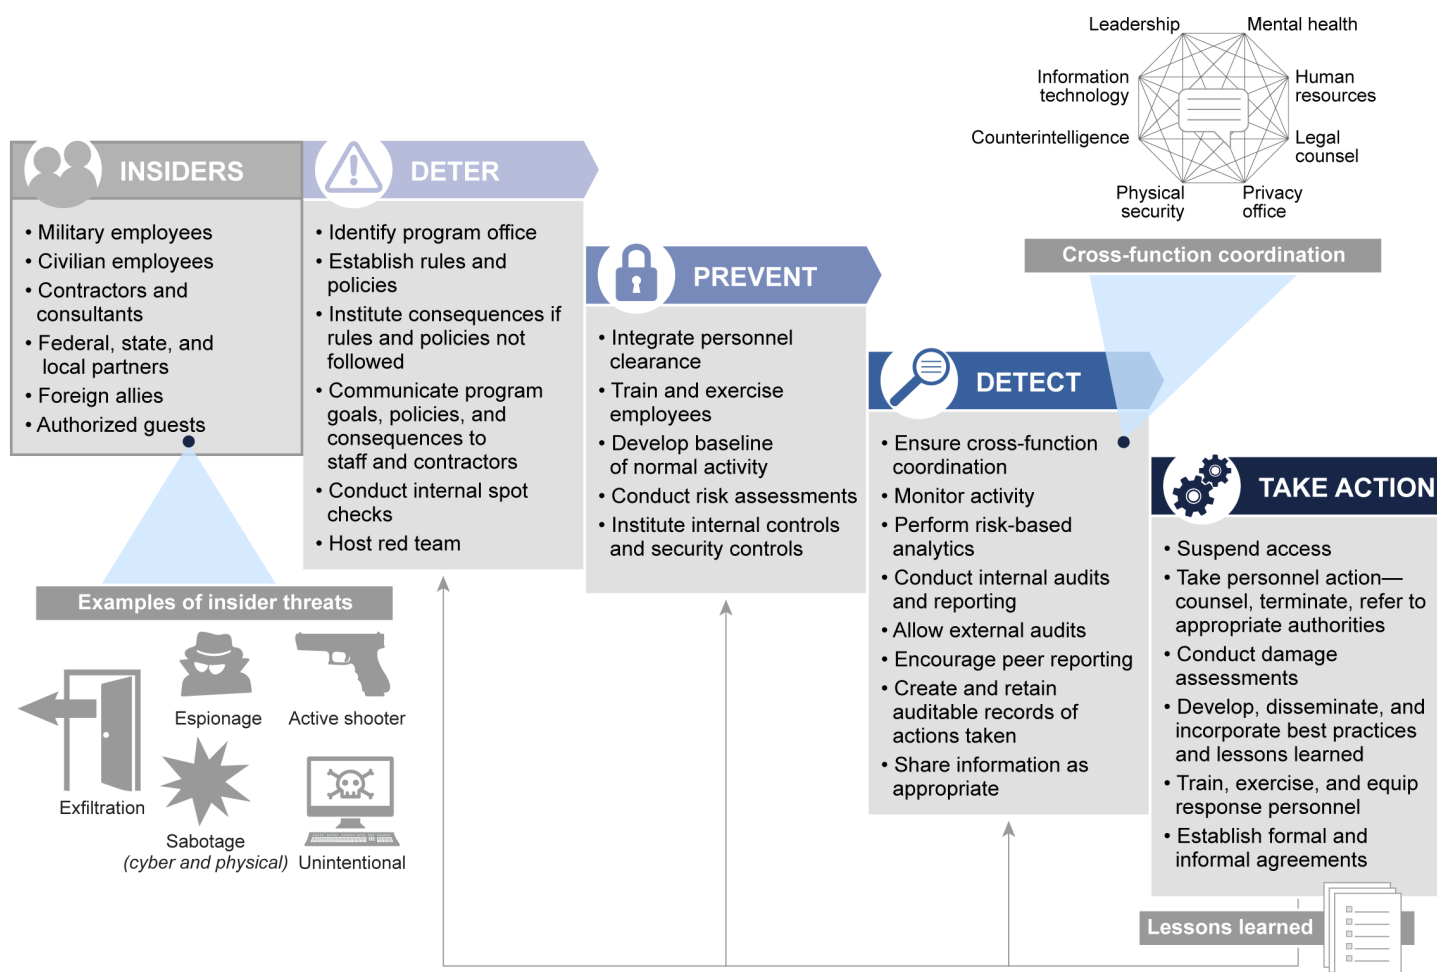 Leadership
Mental health
Information
technology
Human
resources
Counterintelligence
Legal
counsel
Physical
security
Privacy
office
Cross-function coordination
INSIDERS
• Military employees
• Civilian employees
• Contractors and
consultants
• Federal, state, and
local partners
• Foreign allies
• Authorized guests
Examples of insider threats
Exfiltration
Espionage
Active shooter
Sabotage
(cyber and physical)
Unintentional
DETER
• Identify program office
• Establish rules and
policies
• Institute consequences if
rules and policies not
followed
• Communicate program
goals, policies, and
consequences to
staff and contractors
• Conduct internal spot
checks
• Host red team
PREVENT
• Integrate personnel
clearance
• Train and exercise
employees
• Develop baseline
of normal activity
• Conduct risk assessments
• Institute internal controls
and security controls
DETECT
• Ensure cross-function
coordination
• Monitor activity
• Perform risk-based
analytics
• Conduct internal audits
and reporting
• Allow external audits
• Encourage peer reporting
• Create and retain
auditable records of
actions taken
• Share information as
appropriate
TAKE ACTION
• Suspend access
• Take personnel action—
counsel, terminate, refer to
appropriate authorities
• Conduct damage
assessments
• Develop, disseminate, and
incorporate best practices
and lessons learned
• Train, exercise, and equip
response personnel
• Establish formal and
informal agreements
Lessons learned